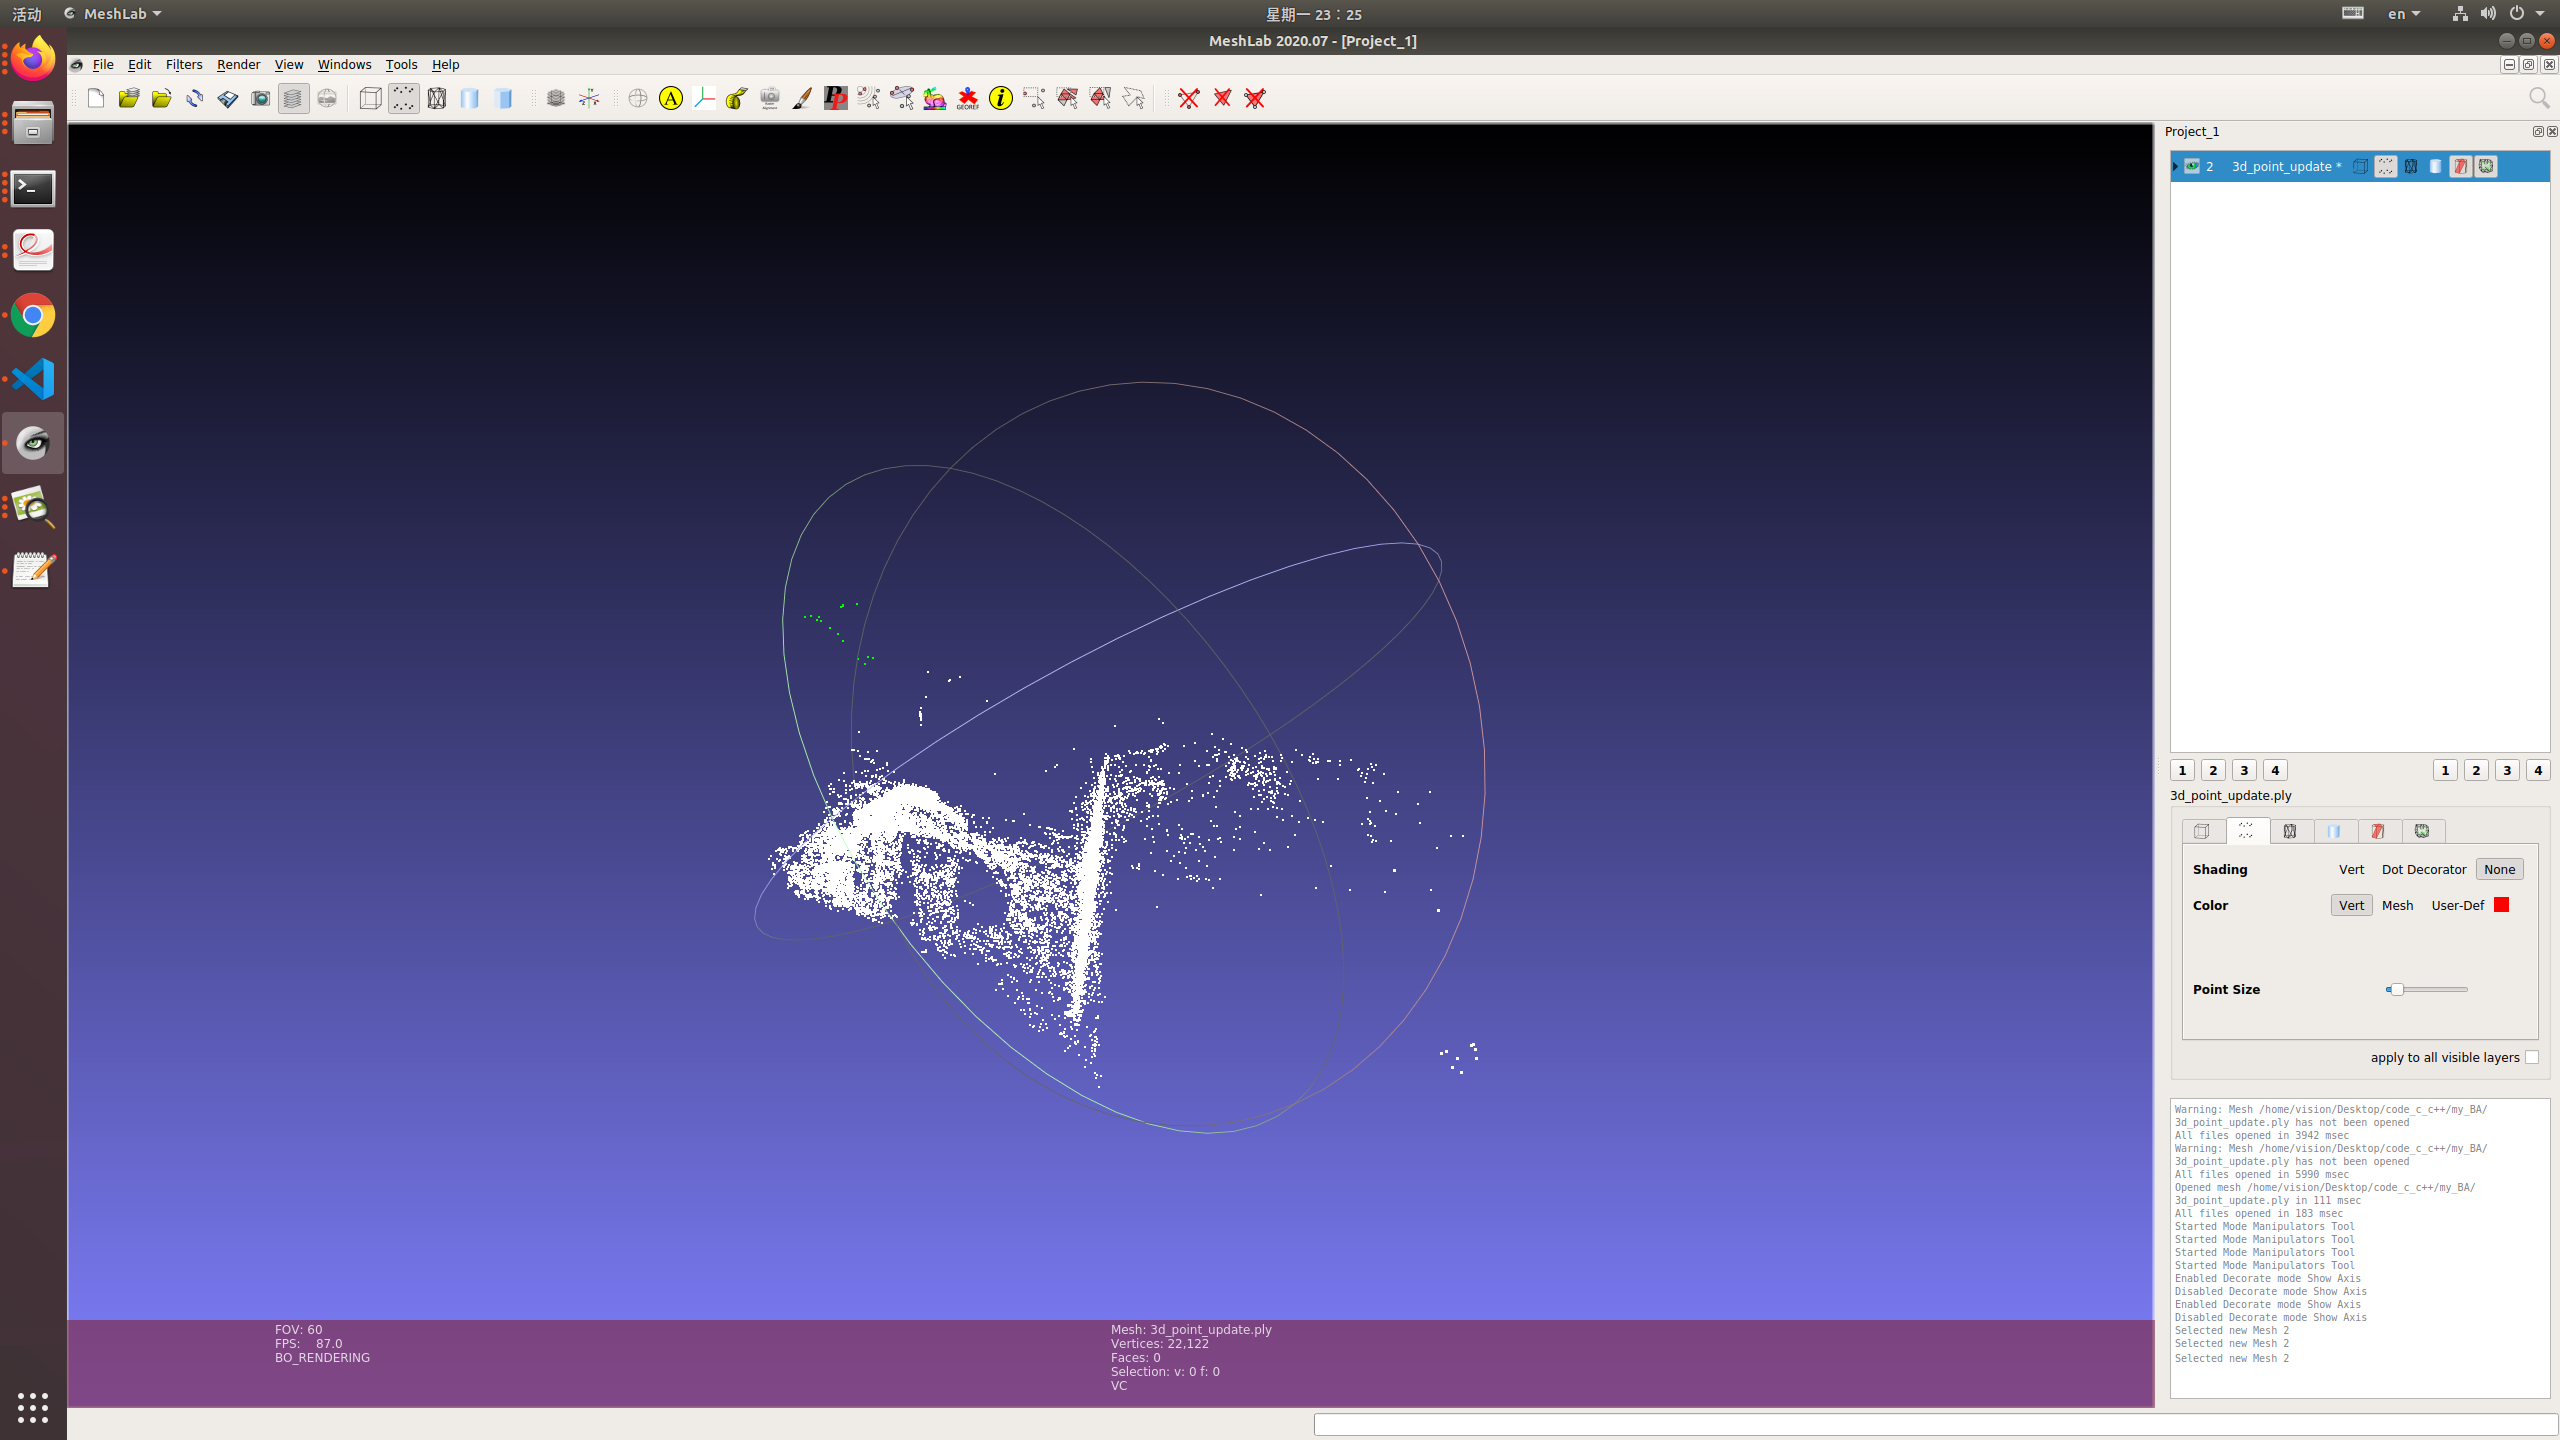 活动 MeshLab 星期一 23：25 en
MeshLab 2020.07 - [Project_1]
File Edit Filters Render View Windows Tools Help
A PP GEOREF i
Project_1
2 3d_point_update *
1 2 3 4 1 2 3 4
3d_point_update.ply
Shading Vert Dot Decorator None
Color Vert Mesh User-Def
Point Size
apply to all visible layers
Warning: Mesh /home/vision/Desktop/code_c_c++/my_BA/
3d_point_update.ply has not been opened
All files opened in 3942 msec
Warning: Mesh /home/vision/Desktop/code_c_c++/my_BA/
3d_point_update.ply has not been opened
All files opened in 5990 msec
Opened mesh /home/vision/Desktop/code_c_c++/my_BA/
3d_point_update.ply in 111 msec
All files opened in 183 msec
Started Mode Manipulators Tool
Started Mode Manipulators Tool
Started Mode Manipulators Tool
Started Mode Manipulators Tool
Enabled Decorate mode Show Axis
Disabled Decorate mode Show Axis
Enabled Decorate mode Show Axis
Disabled Decorate mode Show Axis
Selected new Mesh 2
Selected new Mesh 2
Selected new Mesh 2
FOV: 60
FPS: 87.0
BO_RENDERING
Mesh: 3d_point_update.ply
Vertices: 22,122
Faces: 0
Selection: v: 0 f: 0
VC